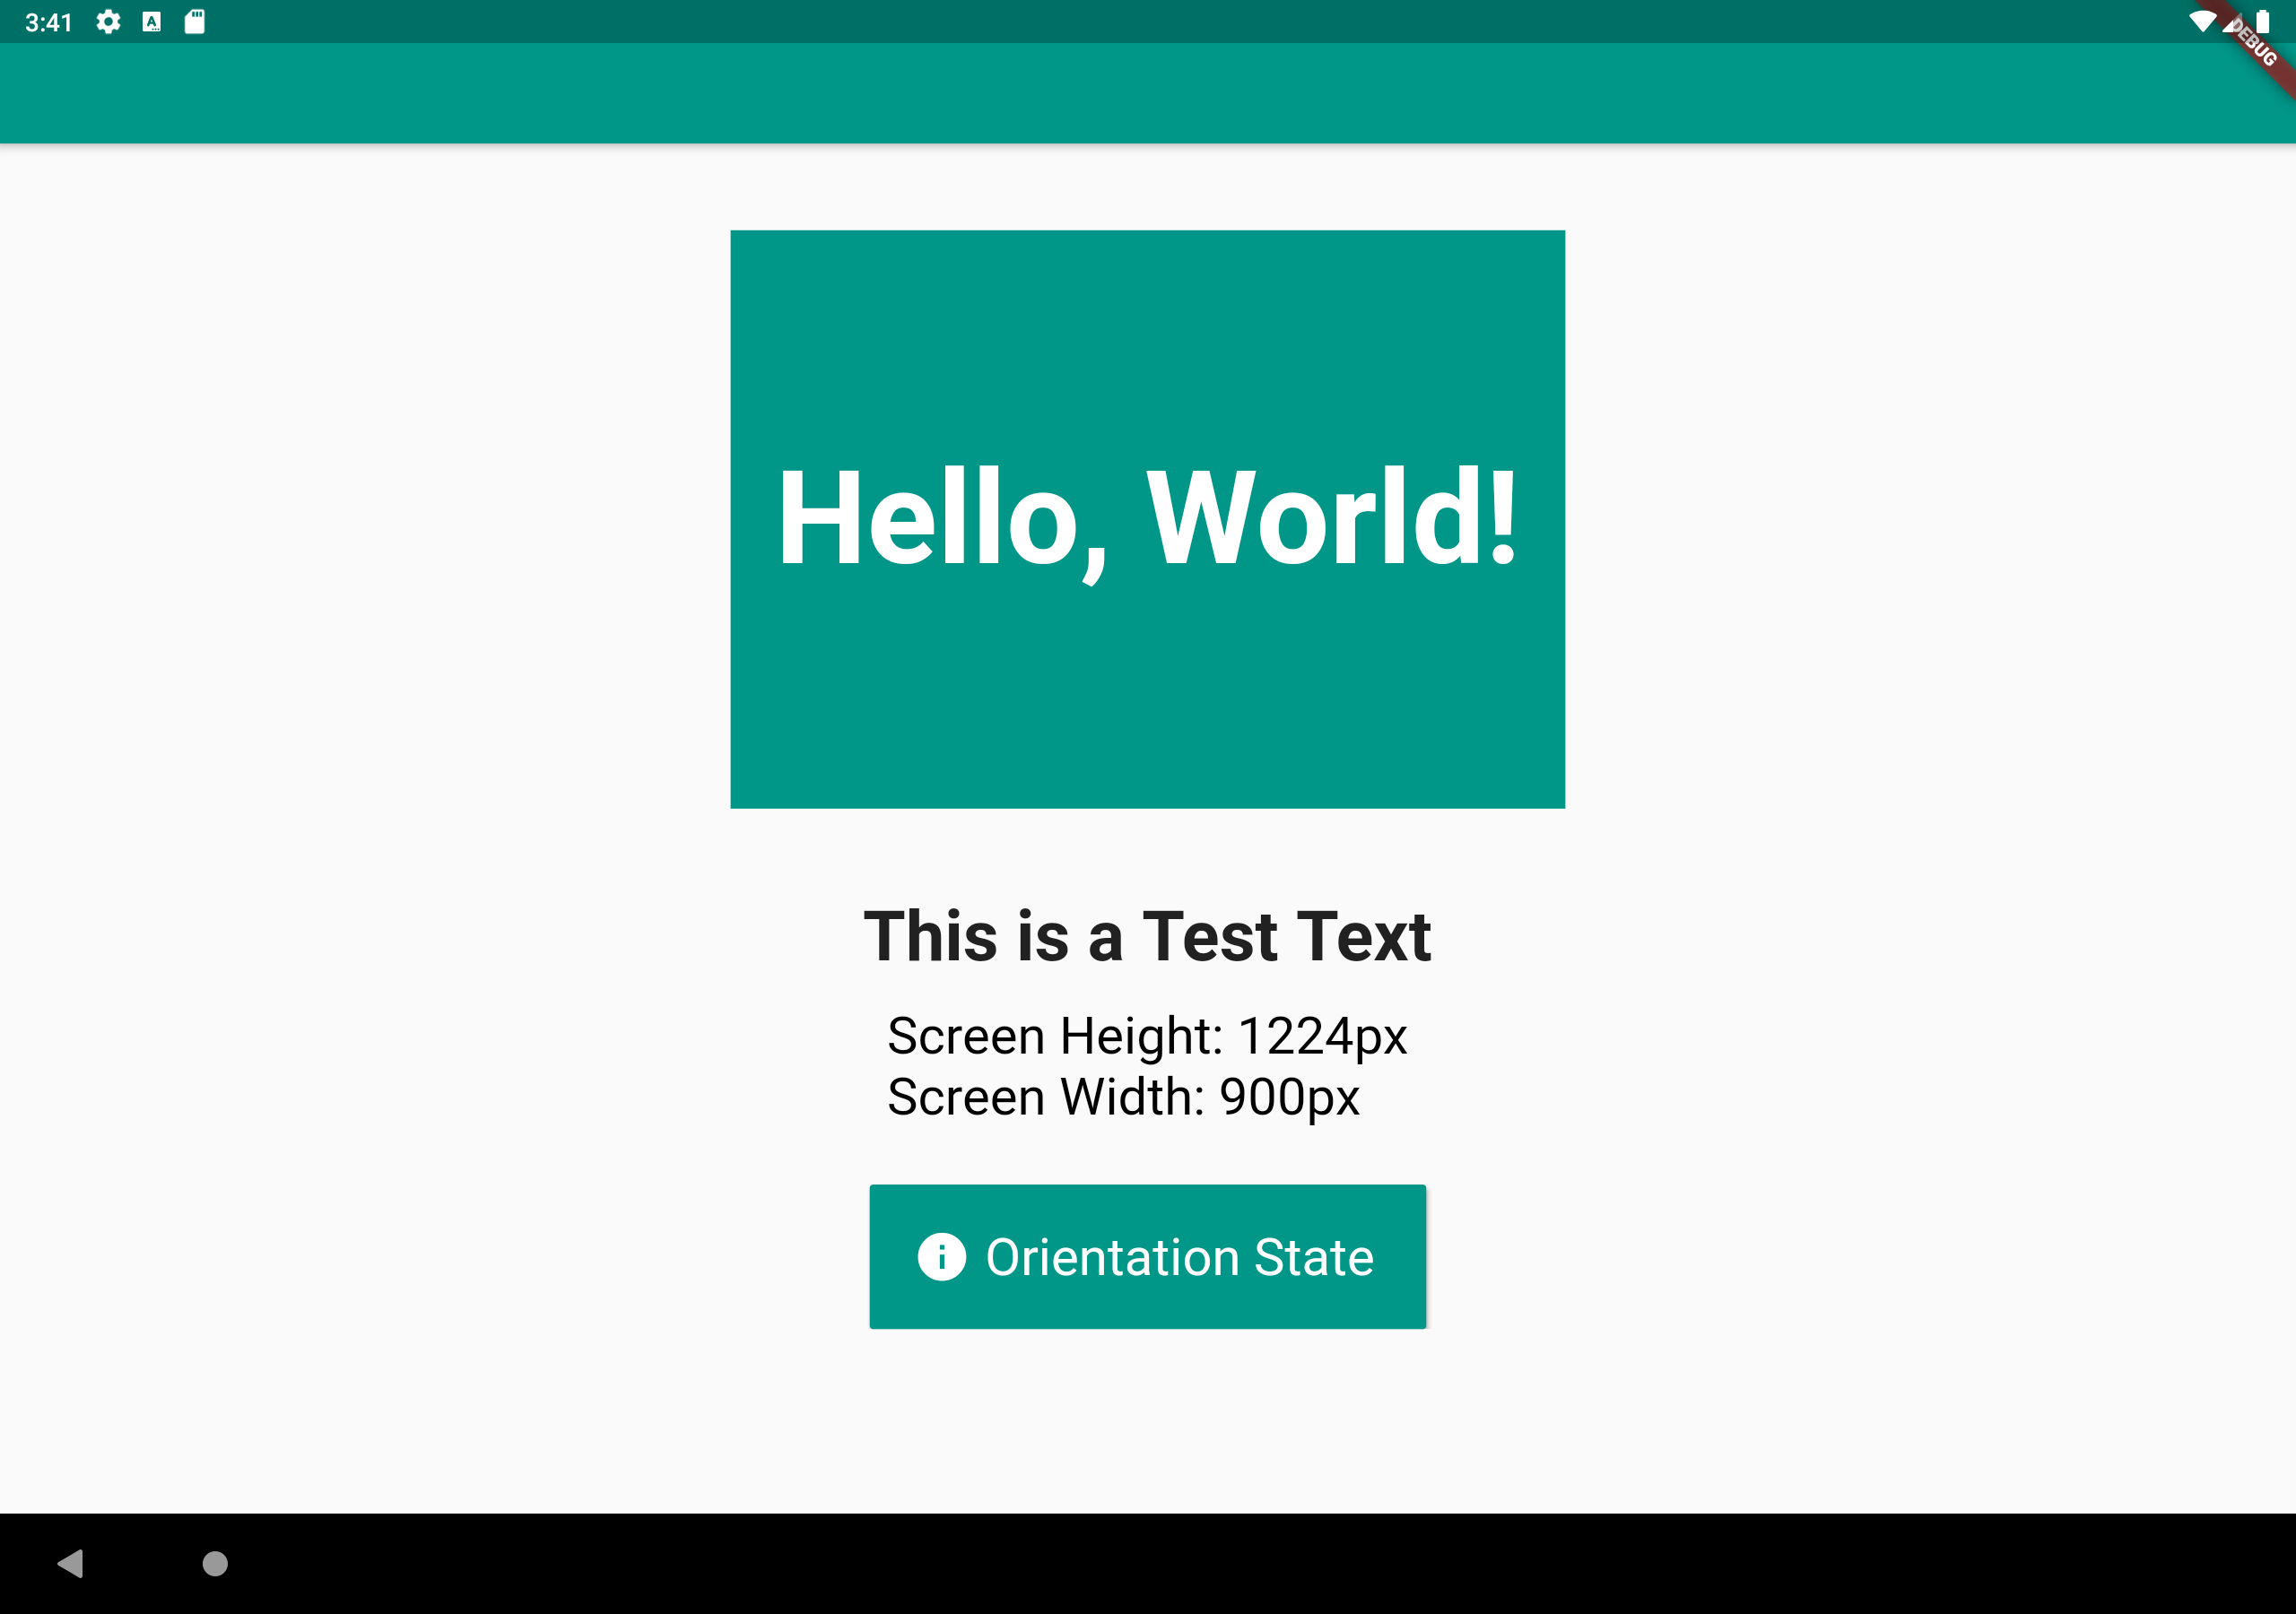 3:41
DEBUG
Hello, World!
This is a Test Text
Screen Height: 1224px
Screen Width: 900px
Orientation State